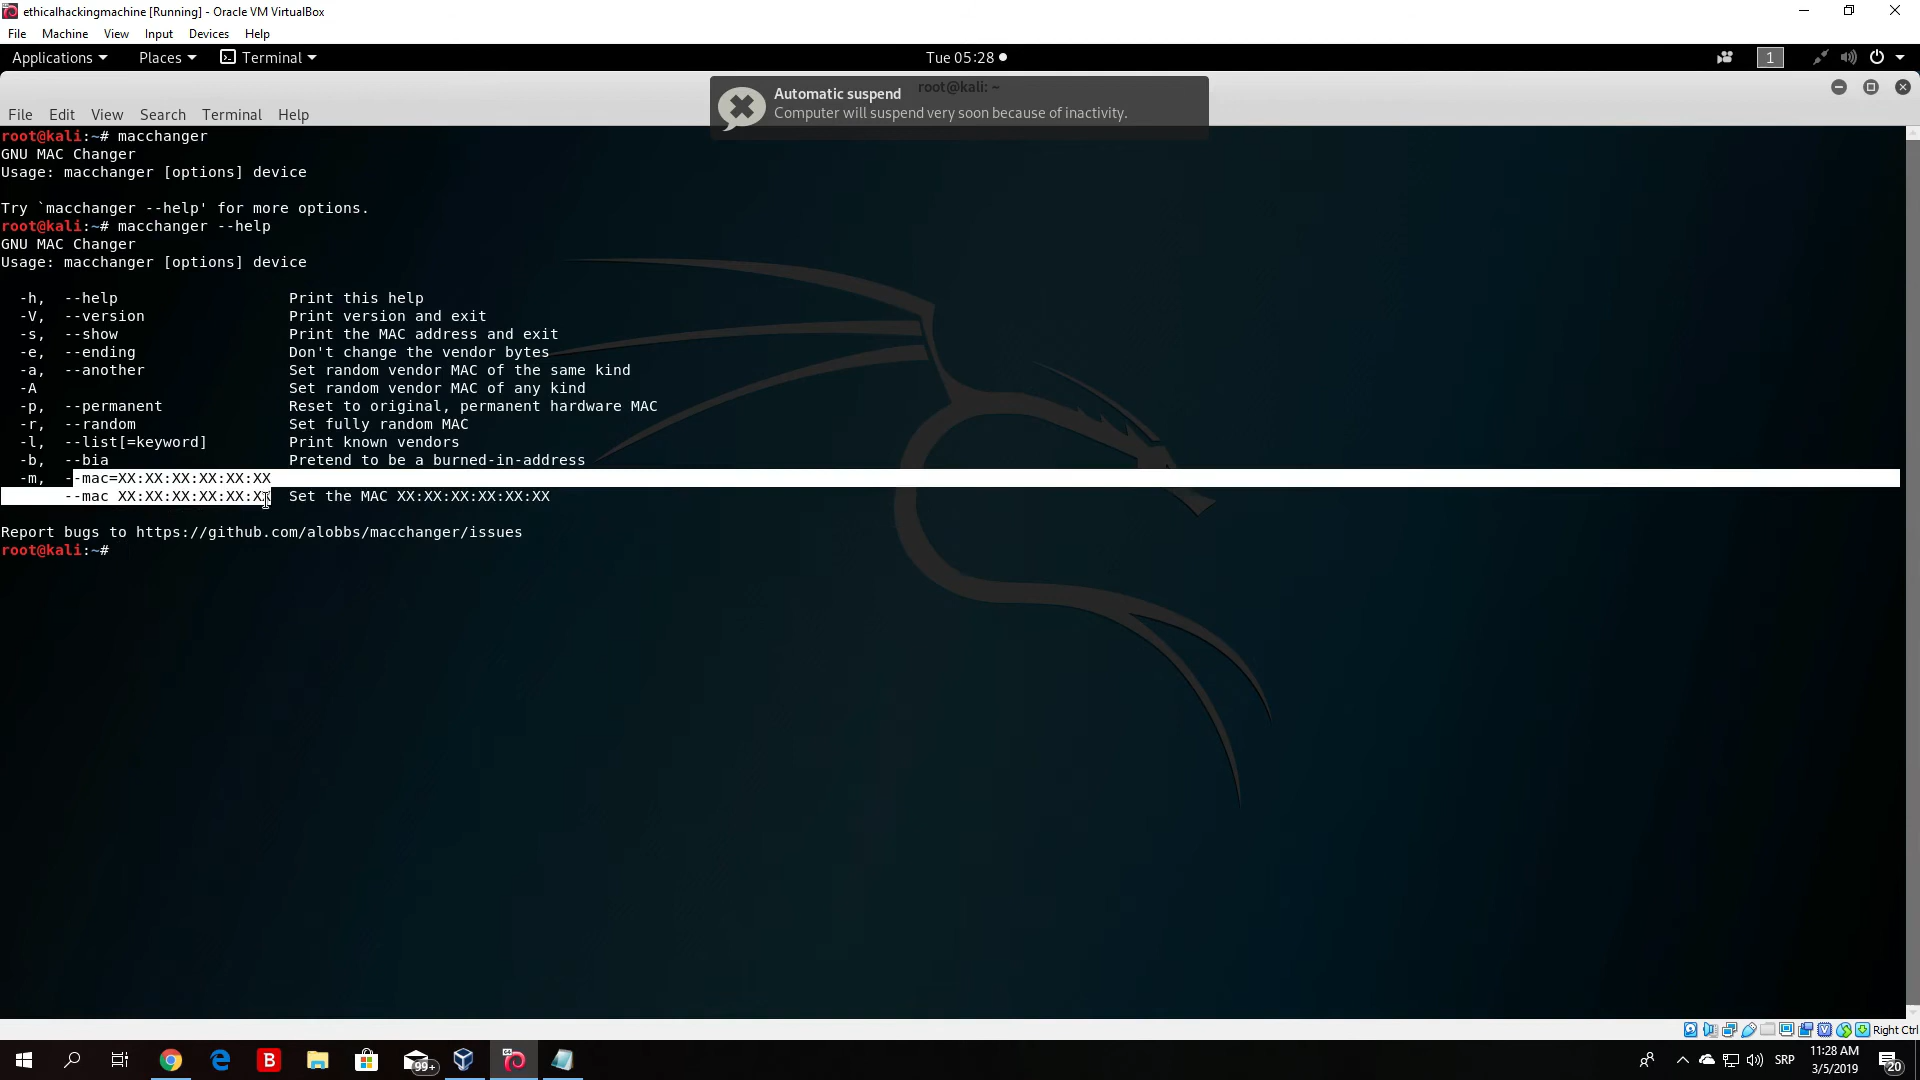 ethicalhackingmachine [Running] - Oracle VM VirtualBox
File Machine View Input Devices Help
Applications Places Terminal Tue 05:28 1
root@kali: ~
Automatic suspend
Computer will suspend very soon because of inactivity.
File Edit View Search Terminal Help
root@kali:~# macchanger
GNU MAC Changer
Usage: macchanger [options] device
Try `macchanger --help' for more options.
root@kali:~# macchanger --help
GNU MAC Changer
Usage: macchanger [options] device
-h, --help Print this help
-V, --version Print version and exit
-s, --show Print the MAC address and exit
-e, --ending Don't change the vendor bytes
-a, --another Set random vendor MAC of the same kind
-A Set random vendor MAC of any kind
-p, --permanent Reset to original, permanent hardware MAC
-r, --random Set fully random MAC
-l, --list[=keyword] Print known vendors
-b, --bia Pretend to be a burned-in-address
-m, --mac=XX:XX:XX:XX:XX:XX
--mac XX:XX:XX:XX:XX:XX Set the MAC XX:XX:XX:XX:XX:XX
Report bugs to https://github.com/alobbs/macchanger/issues
root@kali:~#
Right Ctrl
B 99+ 64 SRP 11:28 AM
3/5/2019 20